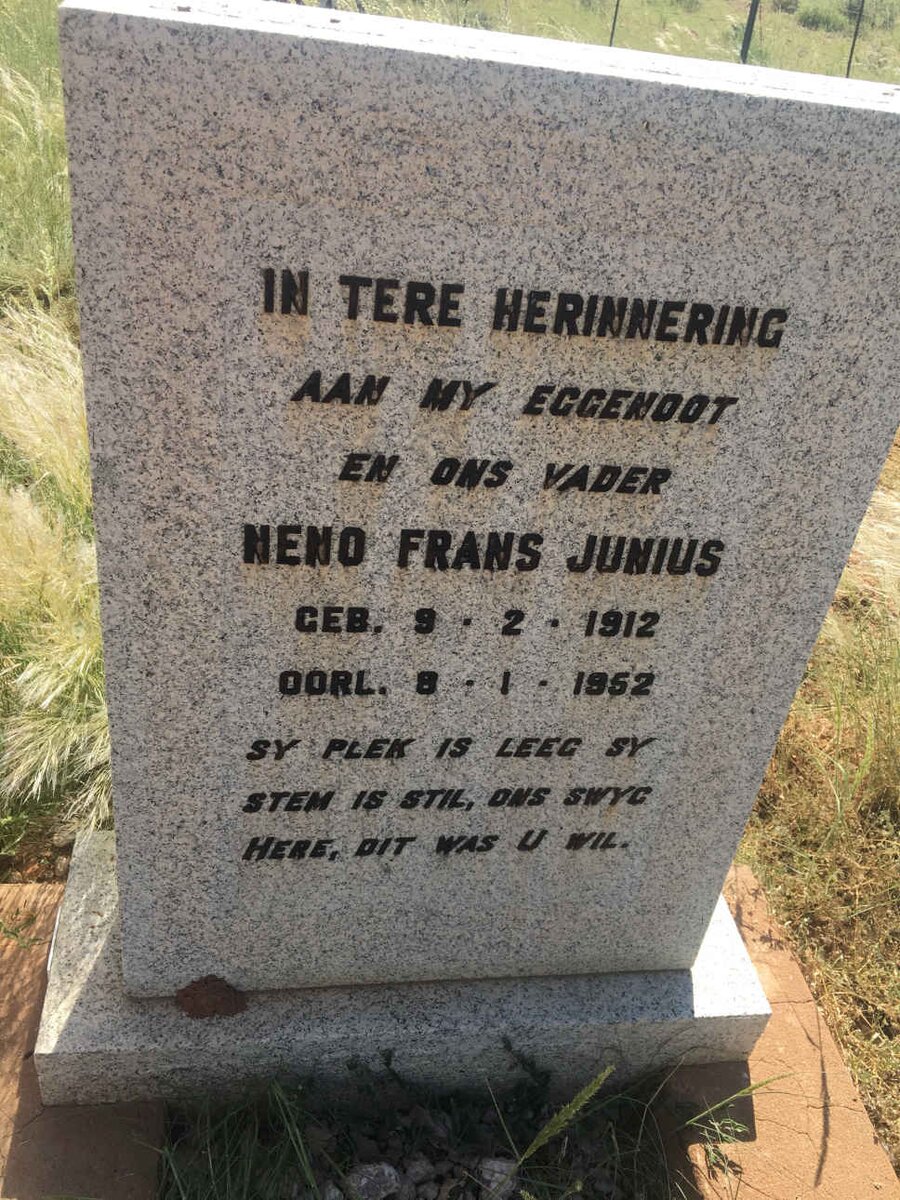 IN TERE HERINNERING
AAN MY EGGENOOT
EN ONS VADER
NENO FRANS JUNIUS
GEB. 9 · 2 · 1912
OORL. 8 - 1 - 1952
SY PLEK IS LEEG SY
STEM IS STIL, ONS SWYG
HERE, DIT WAS U WIL.